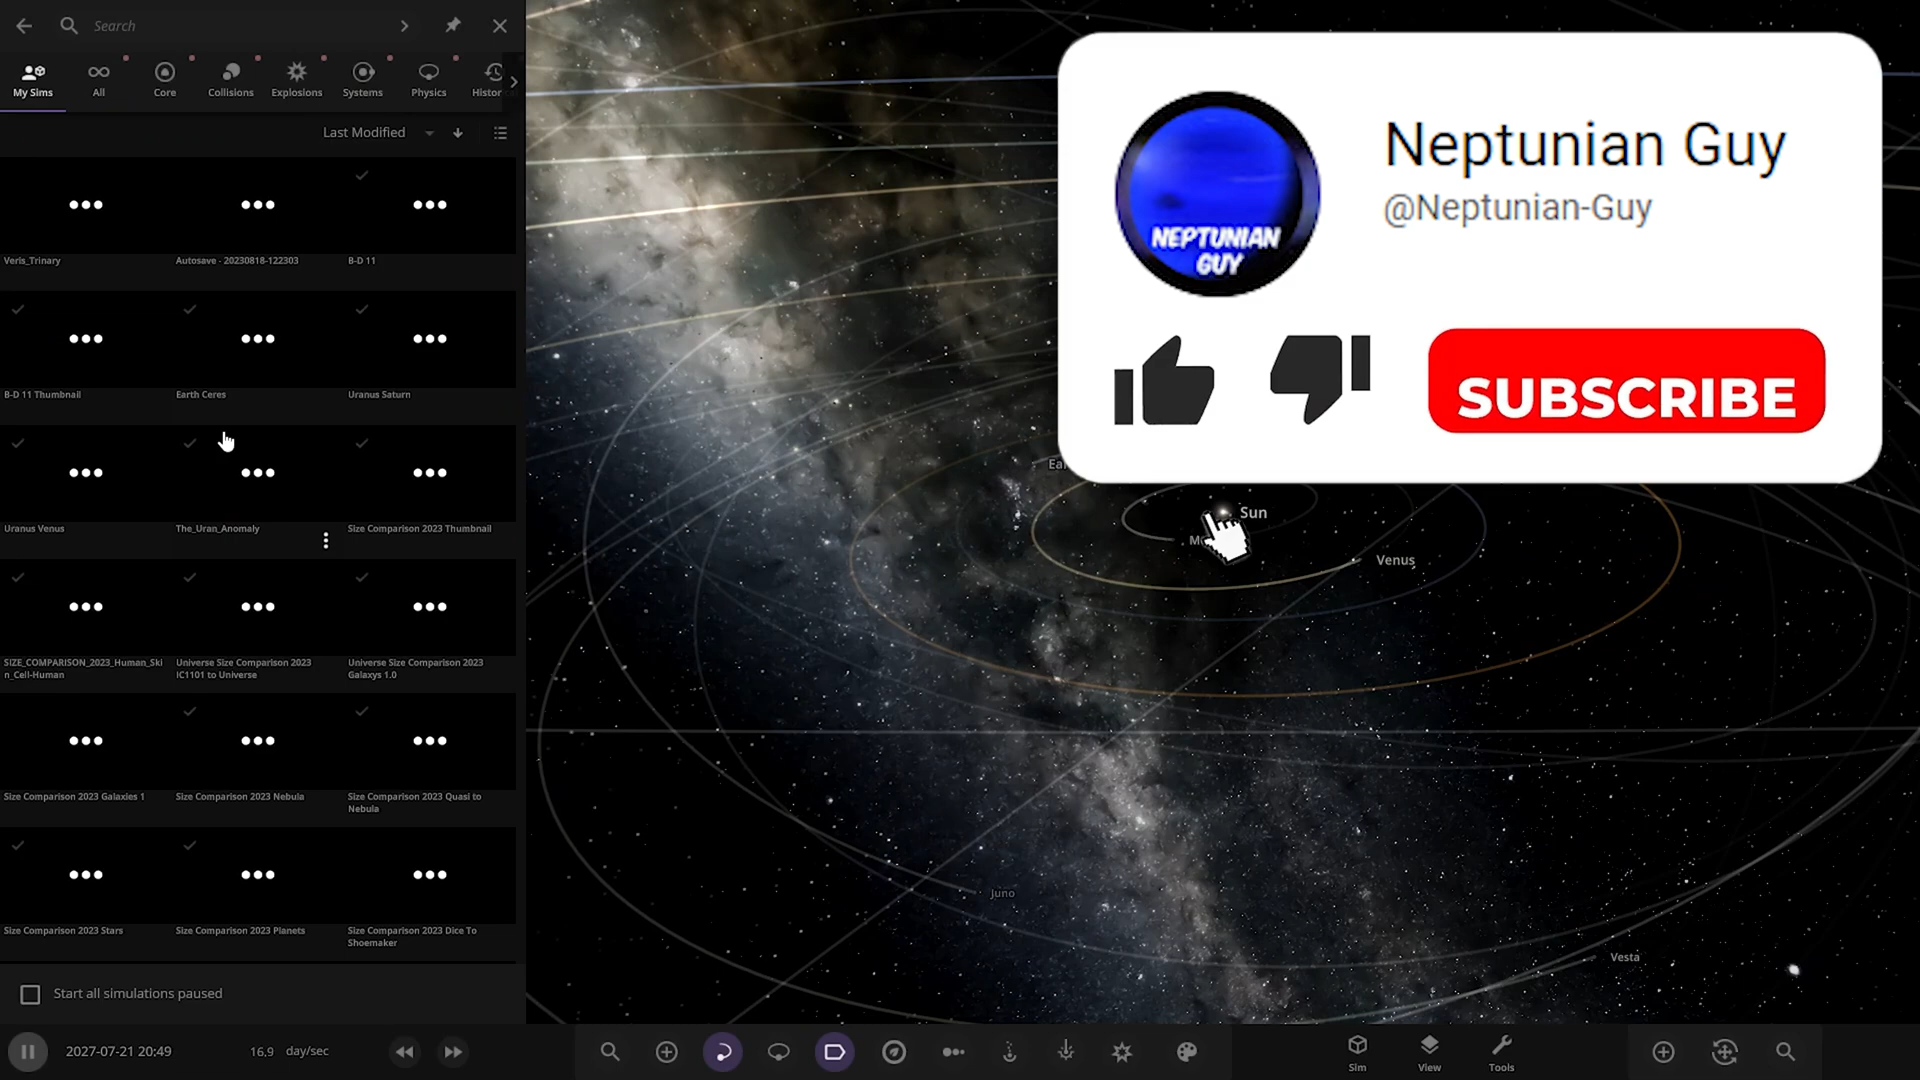 Search
My Sims
All
Core
Collisions
Explosions
Systems
Physics
Last Modified
Veris_Trinary
Autosave - 20230818-122303
B-D 11
B-D 11 Thumbnail
Earth Ceres
Uranus Saturn
Uranus Venus
The_Uran_Anomaly
Size Comparison 2023 Thumbnail
SIZE_COMPARISON_2023_Human_Ski
n_Cell-Human
Universe Size Comparison 2023
IC1101 to Universe
Universe Size Comparison 2023
Galaxys 1.0
Size Comparison 2023 Galaxies 1
Size Comparison 2023 Nebula
Size Comparison 2023 Quasi to
Nebula
Size Comparison 2023 Stars
Size Comparison 2023 Planets
Size Comparison 2023 Dice To
Shoemaker
Start all simulations paused
2027-07-21 20:49
16,9 day/sec
Neptunian Guy
@Neptunian-Guy
NEPTUNIAN
GUY
SUBSCRIBE
Sun
Venus
Juno
Vesta
Sim
View
Tools